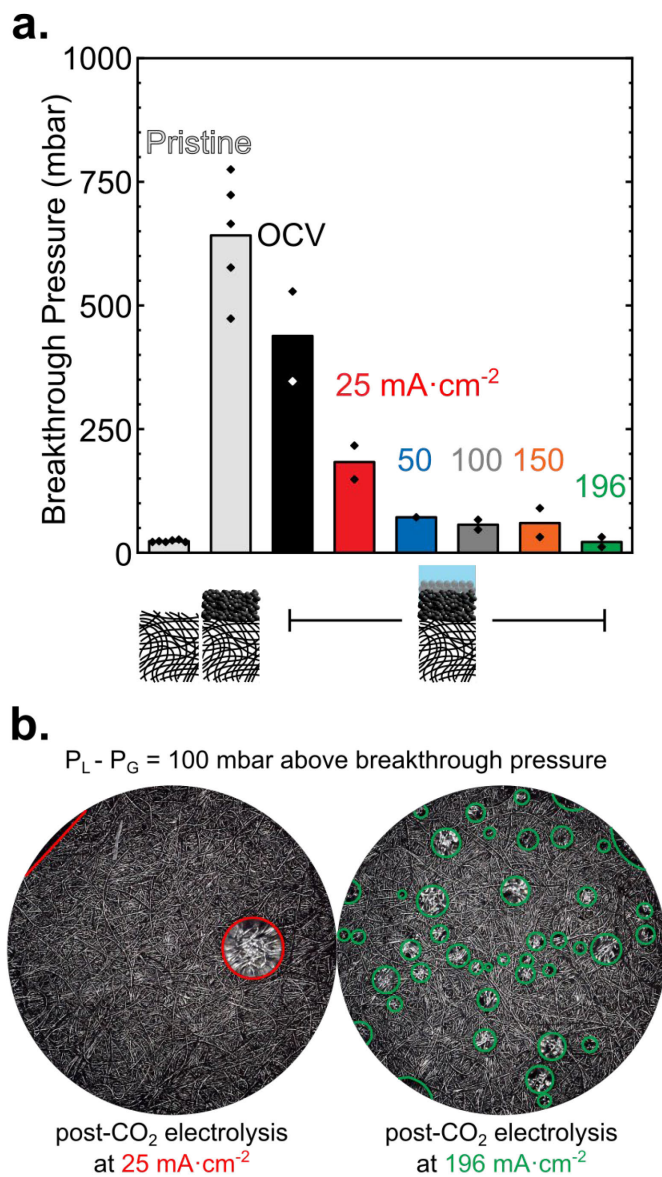 a.
1000
750
500
250
0
Breakthrough Pressure (mbar)
Pristine
OCV
25 mA·cm⁻²
50
100
150
196
b.
P_L - P_G = 100 mbar above breakthrough pressure
post-CO₂ electrolysis
at 25 mA·cm⁻²
post-CO₂ electrolysis
at 196 mA·cm⁻²